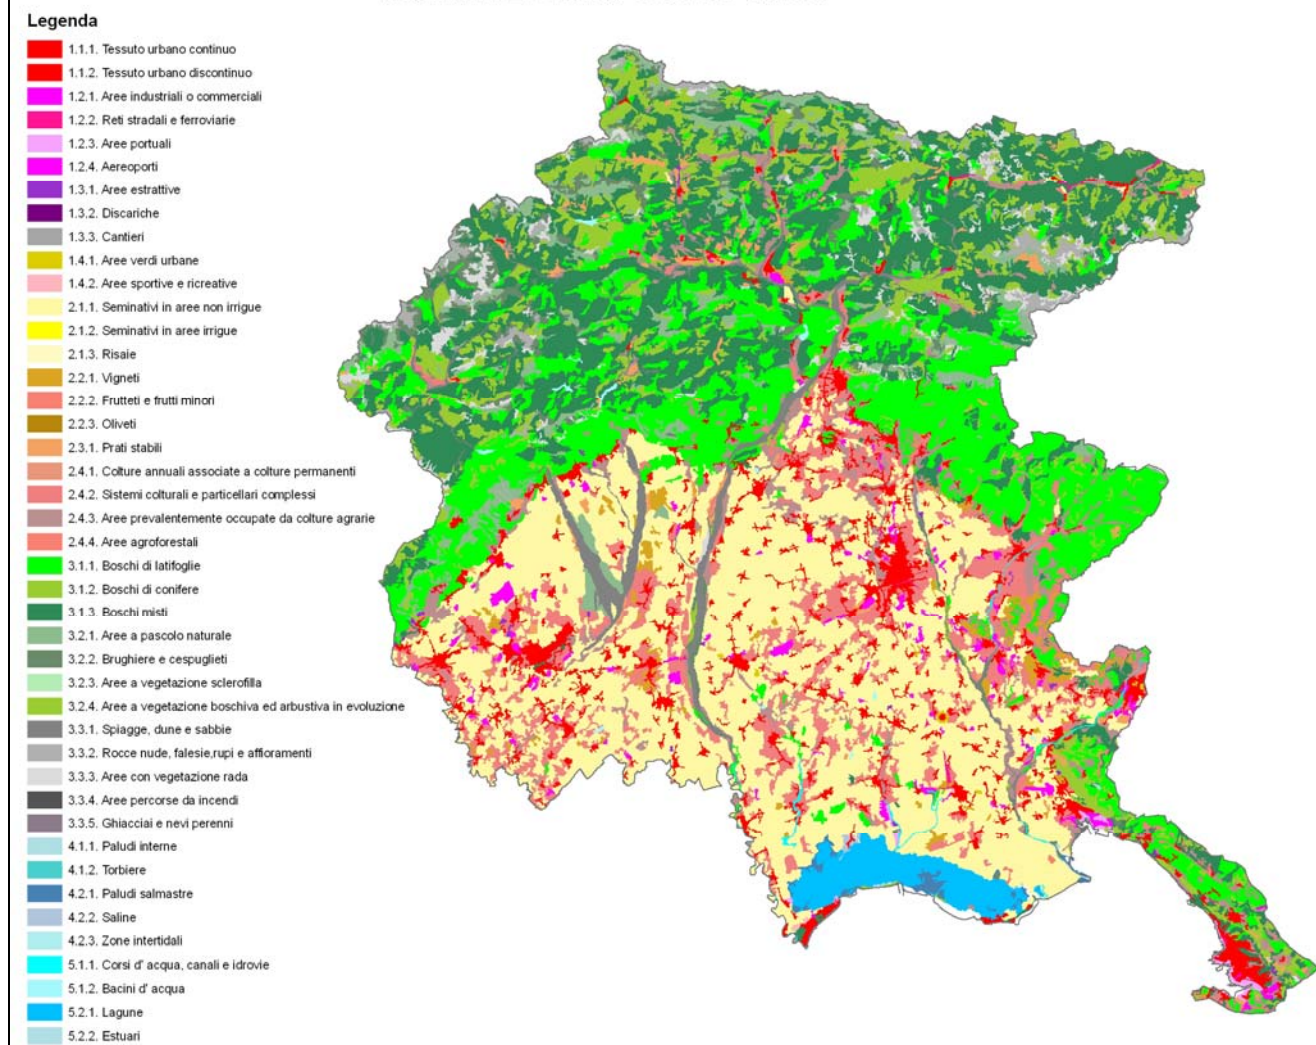 Legenda
1.1.1. Tessuto urbano continuo
1.1.2. Tessuto urbano discontinuo
1.2.1. Aree industriali o commerciali
1.2.2. Reti stradali e ferroviarie
1.2.3. Aree portuali
1.2.4. Aereoporti
1.3.1. Aree estrattive
1.3.2. Discariche
1.3.3. Cantieri
1.4.1. Aree verdi urbane
1.4.2. Aree sportive e ricreative
2.1.1. Seminativi in aree non irrigue
2.1.2. Seminativi in aree irrigue
2.1.3. Risaie
2.2.1. Vigneti
2.2.2. Frutteti e frutti minori
2.2.3. Oliveti
2.3.1. Prati stabili
2.4.1. Colture annuali associate a colture permanenti
2.4.2. Sistemi colturali e particellari complessi
2.4.3. Aree prevalentemente occupate da colture agrarie
2.4.4. Aree agroforestali
3.1.1. Boschi di latifoglie
3.1.2. Boschi di conifere
3.1.3. Boschi misti
3.2.1. Aree a pascolo naturale
3.2.2. Brughiere e cespuglieti
3.2.3. Aree a vegetazione sclerofilla
3.2.4. Aree a vegetazione boschiva ed arbustiva in evoluzione
3.3.1. Spiagge, dune e sabbie
3.3.2. Rocce nude, falesie,rupi e affioramenti
3.3.3. Aree con vegetazione rada
3.3.4. Aree percorse da incendi
3.3.5. Ghiacciai e nevi perenni
4.1.1. Paludi interne
4.1.2. Torbiere
4.2.1. Paludi salmastre
4.2.2. Saline
4.2.3. Zone intertidali
5.1.1. Corsi d' acqua, canali e idrovie
5.1.2. Bacini d' acqua
5.2.1. Lagune
5.2.2. Estuari